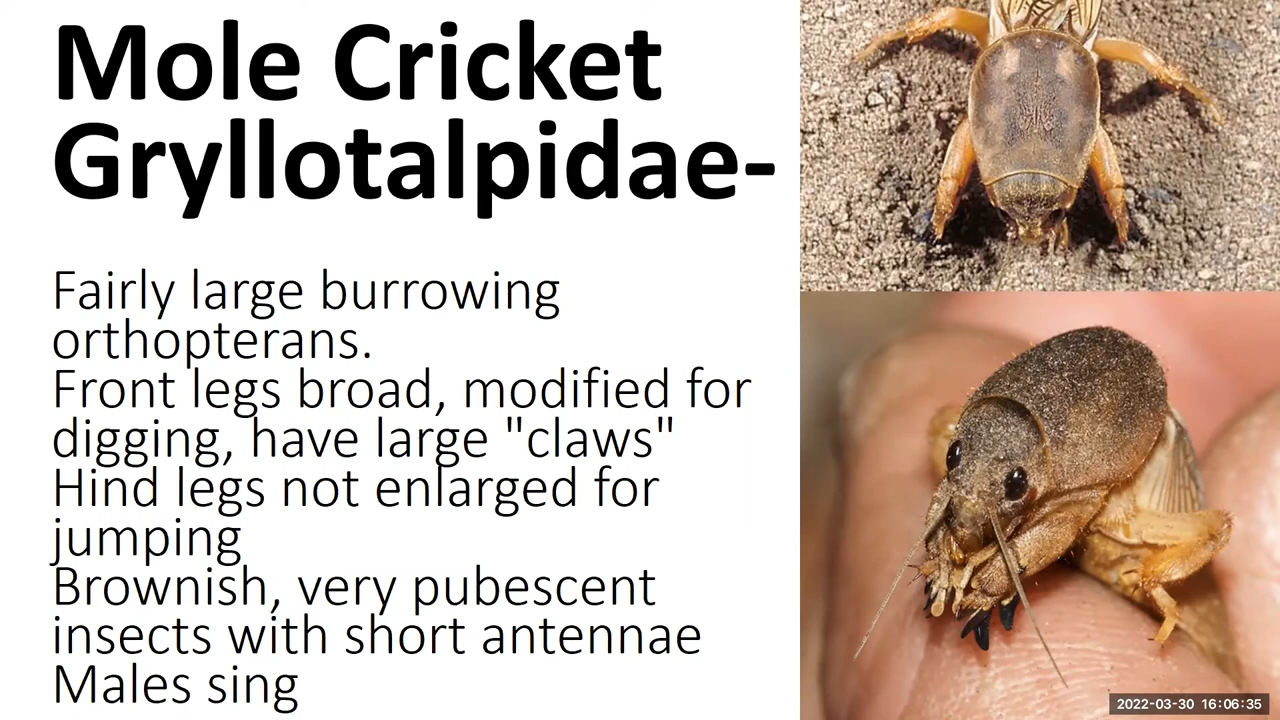 Mole Cricket
Gryllotalpidae-
Fairly large burrowing
orthopterans.
Front legs broad, modified for
digging, have large "claws"
Hind legs not enlarged for
jumping
Brownish, very pubescent
insects with short antennae
Males sing
2022-03-30 16:06:35